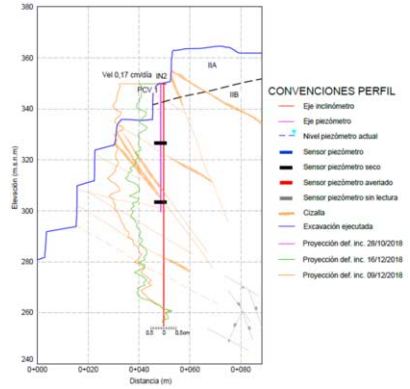 380
360
340
320
300
280
260
240
Elevación (m.s.n.m)
Vel 0,17 cm/día
IN2
PCV 1
IIA
IIB
0,5 0 0,5cm
0+000 0+020 0+040 0+060 0+080
Distancia (m)
CONVENCIONES PERFIL
Eje inclinómetro
Eje piezómetro
Nivel piezómetro actual
Sensor piezómetro
Sensor piezómetro seco
Sensor piezómetro averiado
Sensor piezómetro sin lectura
Cizalla
Excavación ejecutada
Proyección def. inc. 28/10/2018
Proyección def. inc. 16/12/2018
Proyección def. inc. 09/12/2018